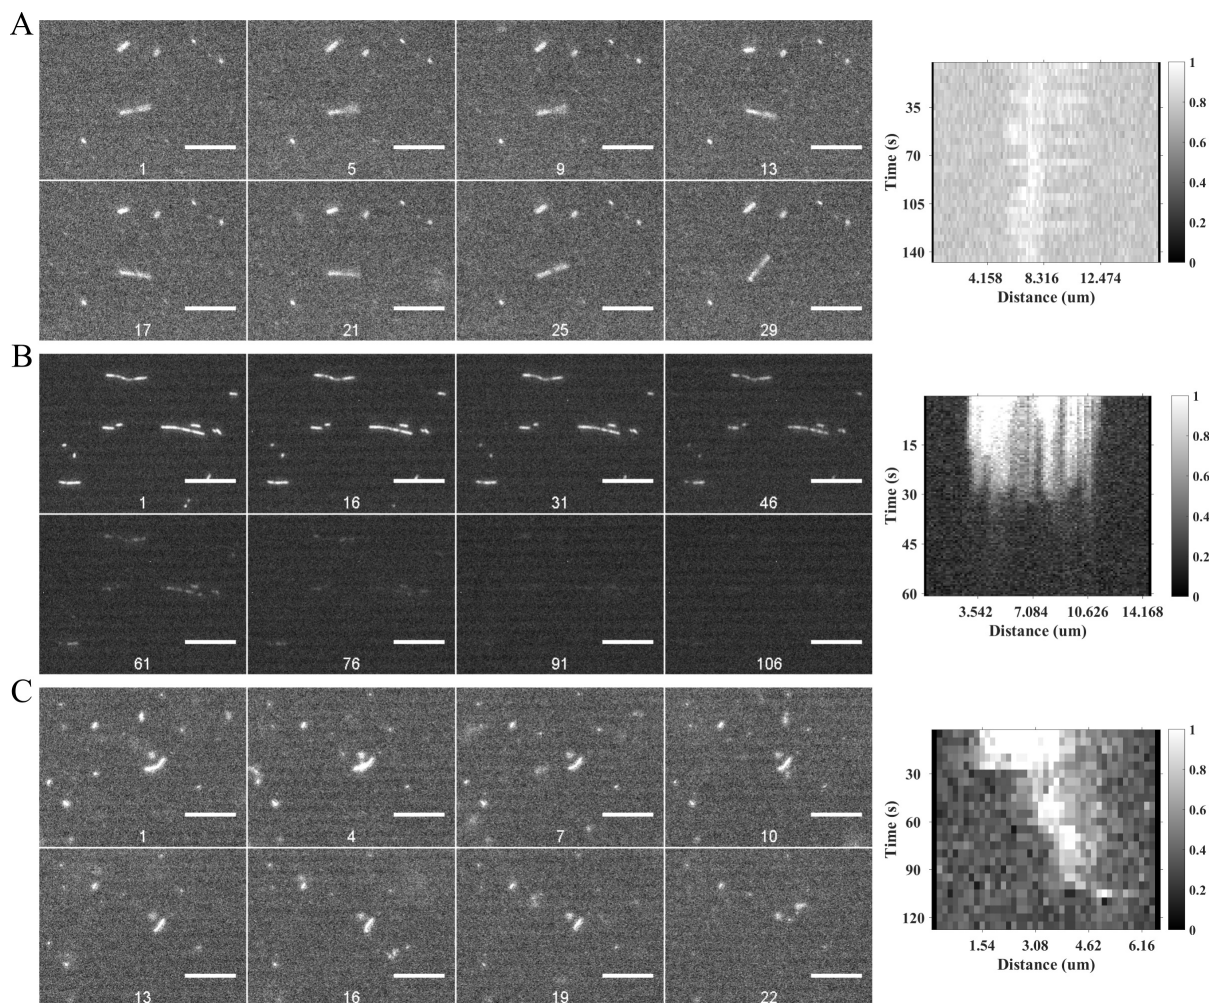 A
1 5 9 13
17 21 25 29
Time (s)
35
70
105
140
4.158 8.316 12.474
Distance (um)
1
0.8
0.6
0.4
0.2
0
B
1 16 31 46
61 76 91 106
Time (s)
15
30
45
60
3.542 7.084 10.626 14.168
Distance (um)
1
0.8
0.6
0.4
0.2
0
C
1 4 7 10
13 16 19 22
Time (s)
30
60
90
120
1.54 3.08 4.62 6.16
Distance (um)
1
0.8
0.6
0.4
0.2
0